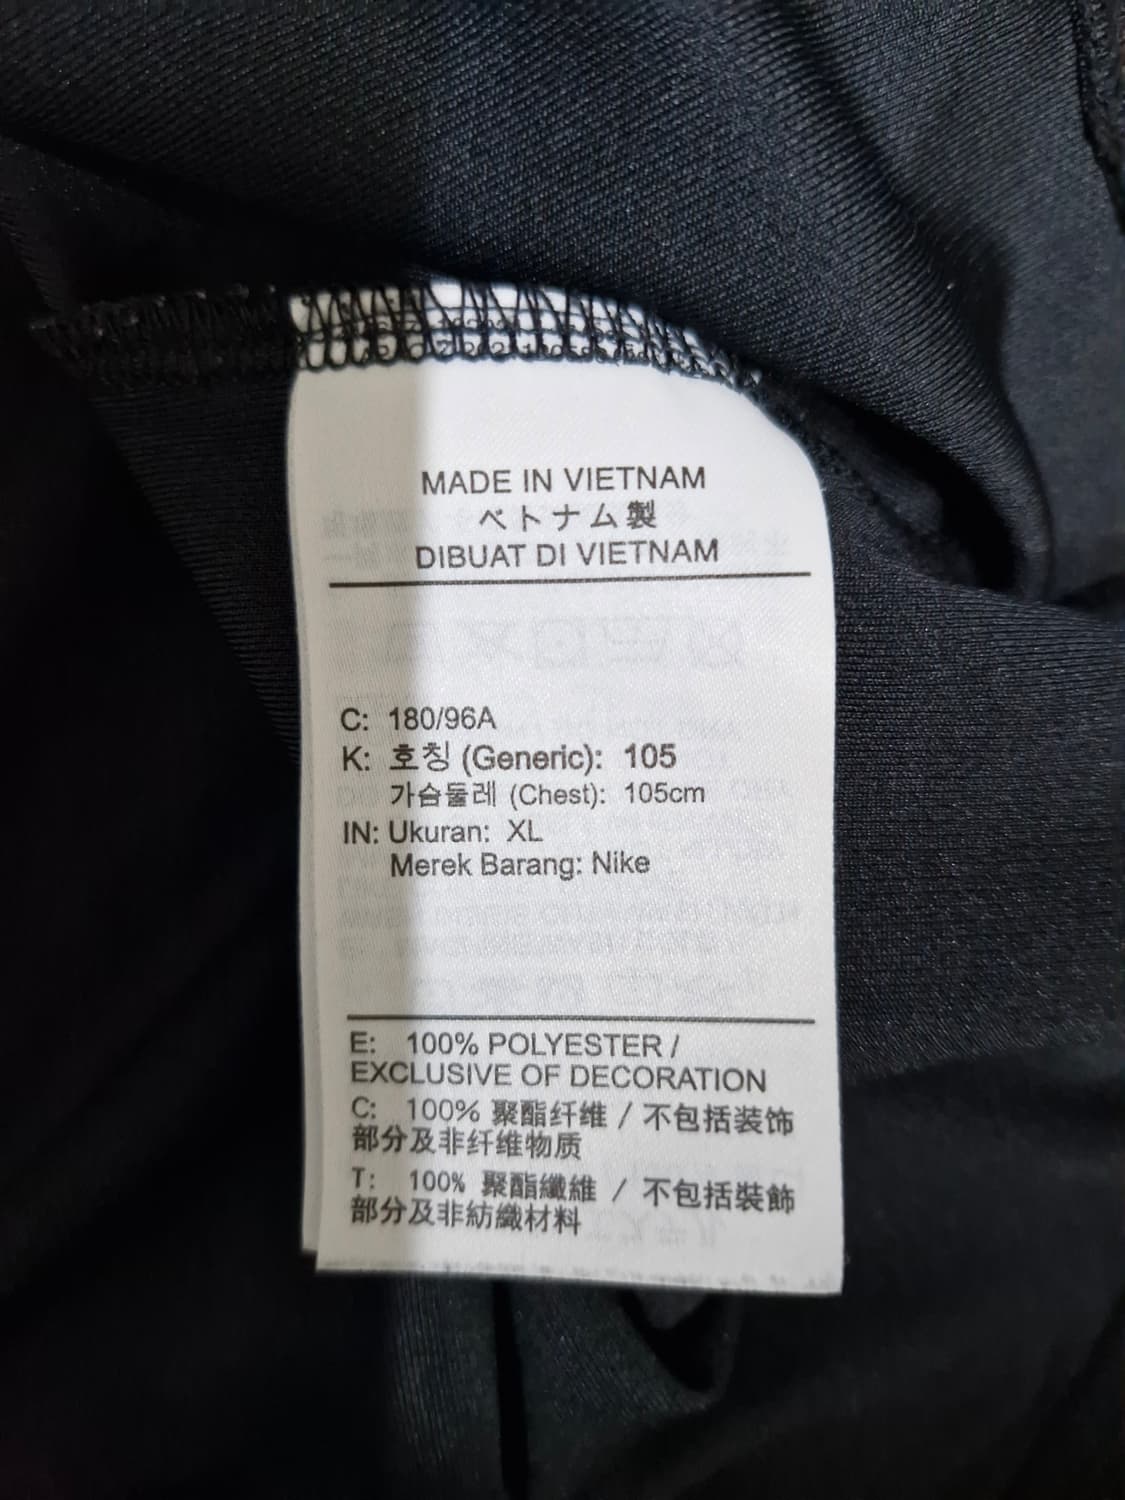 MADE IN VIETNAM
ベトナム製
DIBUAT DI VIETNAM
C: 180/96A
K: 호칭 (Generic): 105
가슴둘레 (Chest): 105cm
IN: Ukuran: XL
Merek Barang: Nike
E: 100% POLYESTER /
EXCLUSIVE OF DECORATION
C: 100% 聚酯纤维 / 不包括装饰
部分及非纤维物质
T: 100% 聚酯纖維 / 不包括裝飾
部分及非紡織材料